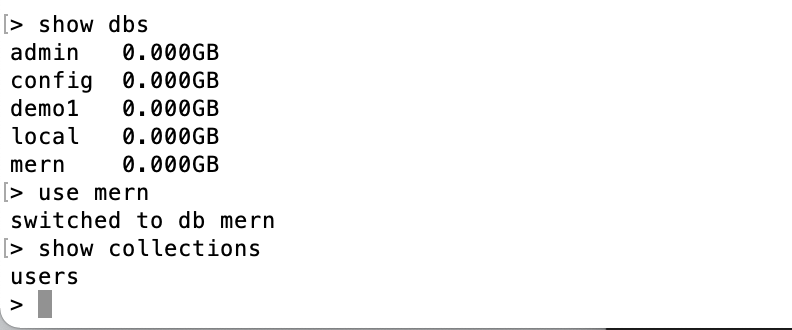 > show dbs
admin   0.000GB
config  0.000GB
demo1   0.000GB
local   0.000GB
mern    0.000GB
> use mern
switched to db mern
> show collections
users
>